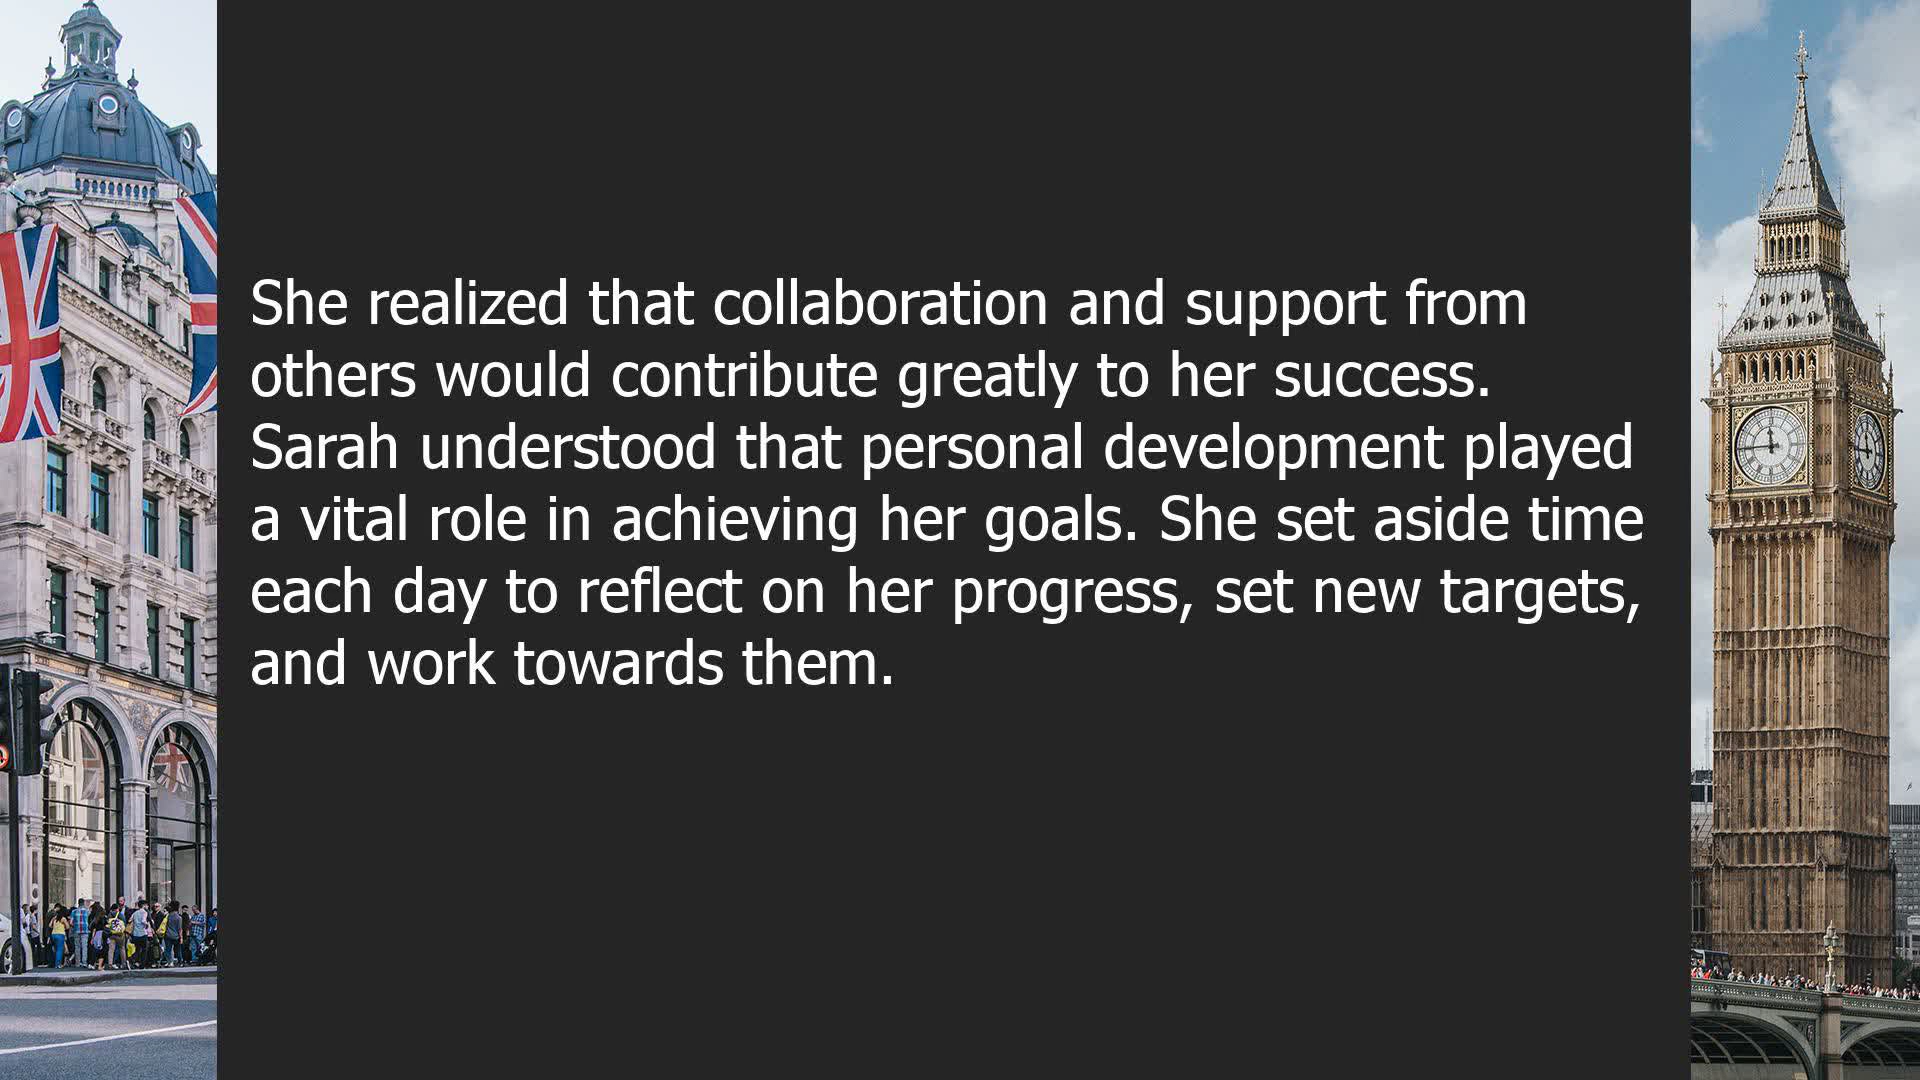 She realized that collaboration and support from
others would contribute greatly to her success.
Sarah understood that personal development played
a vital role in achieving her goals. She set aside time
each day to reflect on her progress, set new targets,
and work towards them.